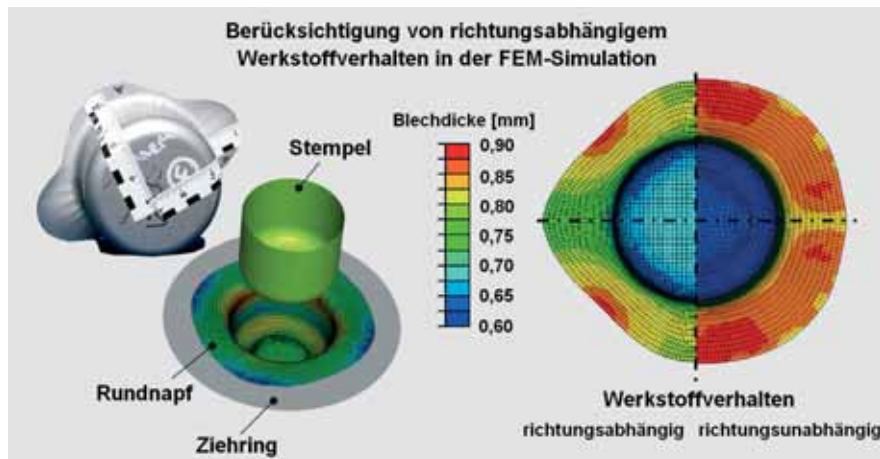 Berücksichtigung von richtungsabhängigem
Werkstoffverhalten in der FEM-Simulation
Blechdicke [mm]
Stempel
0,90
0,85
0,80
0,75
0,70
0,65
0,60
Rundnapf
Ziehring
Werkstoffverhalten
richtungsabhängig richtungsunabhängig